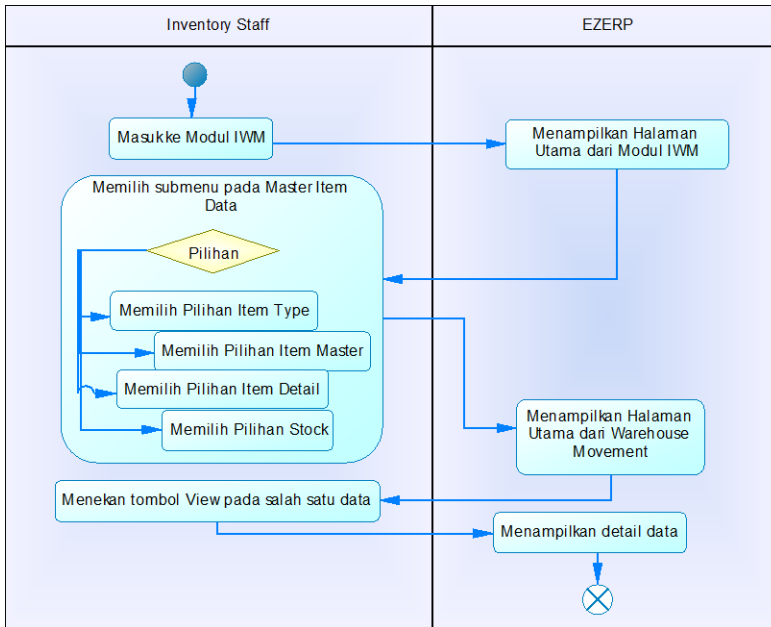 Inventory Staff
EZERP
Masukke Modul IWM
Menampilkan Halaman
Utama dari Modul IWM
Memilih submenu pada Master Item
Data
Pilihan
Memilih Pilihan Item Type
Memilih Pilihan Item Master
Memilih Pilihan Item Detail
Memilih Pilihan Stock
Menampilkan Halaman
Utama dari Warehouse
Movement
Menekan tombol View pada salah satu data
Menampilkan detail data